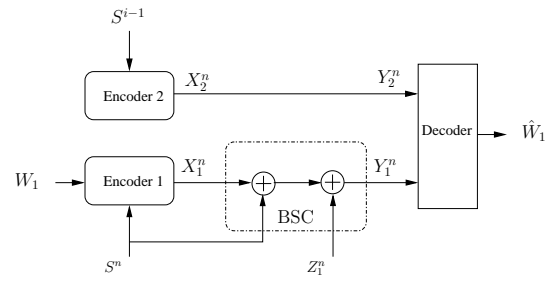 S^{i−1}
Encoder 2
X_2^n
Y_2^n
Decoder
Ŵ_1
W_1
Encoder 1
X_1^n
Y_1^n
BSC
S^n
Z_1^n